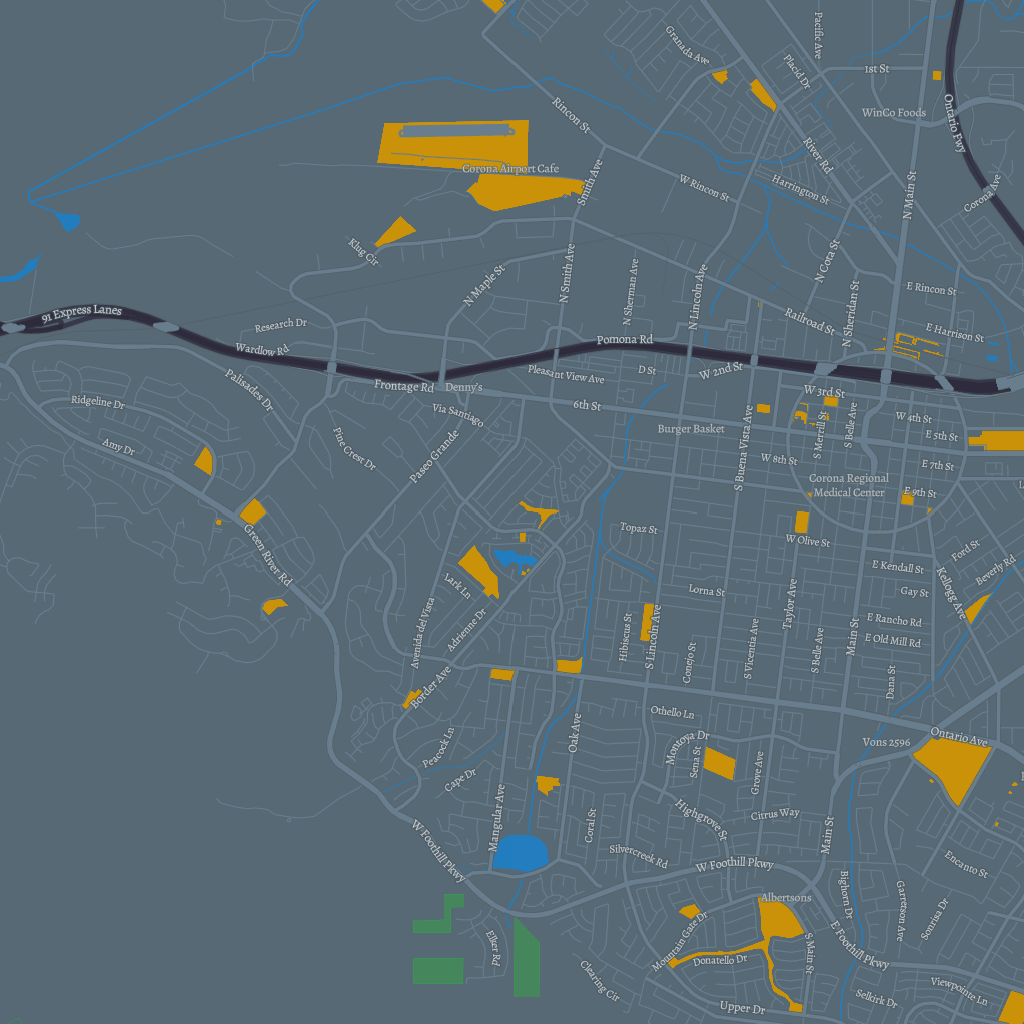 Granada Ave
Pacific Ave
Placid Dr
1st St
Ontario Fwy
WinCo Foods
Rincon St
River Rd
Corona Airport Cafe
Smith Ave
W Rincon St
Harrington St
N Main St
Corona Ave
Klug Cir
N Maple St
N Smith Ave
N Sherman Ave
N Lincoln Ave
N Cota St
E Rincon St
N Sheridan St
Railroad St
E Harrison St
91 Express Lanes
Research Dr
Wardlow Rd
Pomona Rd
Palisades Dr
Frontage Rd
Denny's
Pleasant View Ave
D St
W 2nd St
W 3rd St
Ridgeline Dr
Via Santiago
6th St
Burger Basket
S Buena Vista Ave
S Merrill St
S Belle Ave
W 4th St
E 5th St
Amy Dr
Pine Crest Dr
Paseo Grande
W 8th St
E 7th St
Corona Regional
Medical Center
E 9th St
Green River Rd
Topaz St
W Olive St
Ford St
E Kendall St
Beverly Rd
Kellogg Ave
Lark Ln
Lorna St
Gay St
Avenida del Vista
Adrienne Dr
Hibiscus St
S Lincoln Ave
Conejo St
S Vicentia Ave
Taylor Ave
S Belle Ave
Main St
E Rancho Rd
E Old Mill Rd
Dana St
Border Ave
Othello Ln
Oak Ave
Peacock Ln
Cape Dr
Montoya Dr
Sena St
Grove Ave
Vons 2596
Ontario Ave
Mangular Ave
Coral St
Highgrove St
Citrus Way
Main St
W Foothill Pkwy
Silvercreek Rd
W Foothill Pkwy
Encanto St
Albertsons
Bighorn Dr
Garretson Ave
Sonrisa Dr
Elker Rd
Mountain Gate Dr
Donatello Dr
S Main St
E Foothill Pkwy
Clearing Cir
Upper Dr
Selkirk Dr
Viewpointe Ln